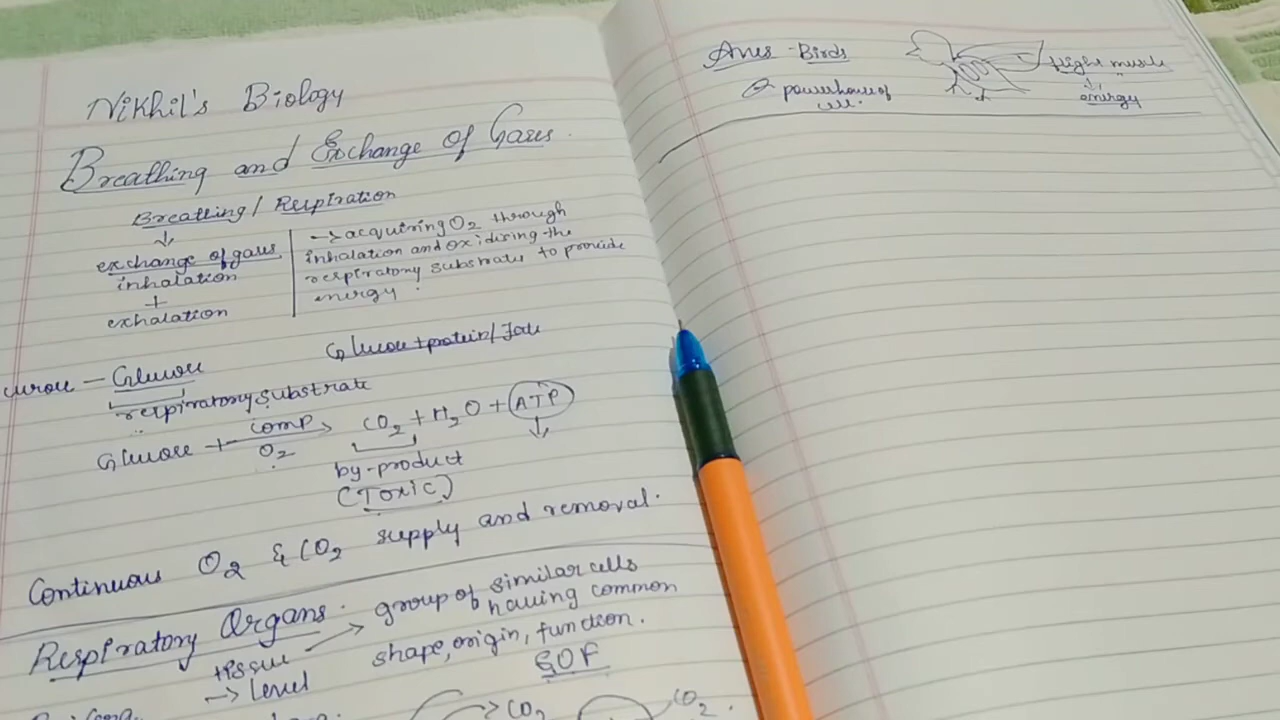 Nikhil's Biology
Breathing and Exchange of Gases.
Breathing / Respiration
exchange of gases
inhalation
+
exhalation
→ acquiring O2 through
inhalation and oxidising the
respiratory substrate to provide
energy.
Glucose + protein/Fats
Glucose
respiratory substrate
Glucose + comp → CO2 + H2O + ATP
O2
by-product
(Toxic)
Continuous O2 & CO2 supply and removal.
Respiratory Organs.
tissue → group of similar cells
having common
shape, origin, function.
SOF
→ Level
→ CO2
CO2.
Aves - Birds
powerhouse of
cell.
flight muscle
↓
energy